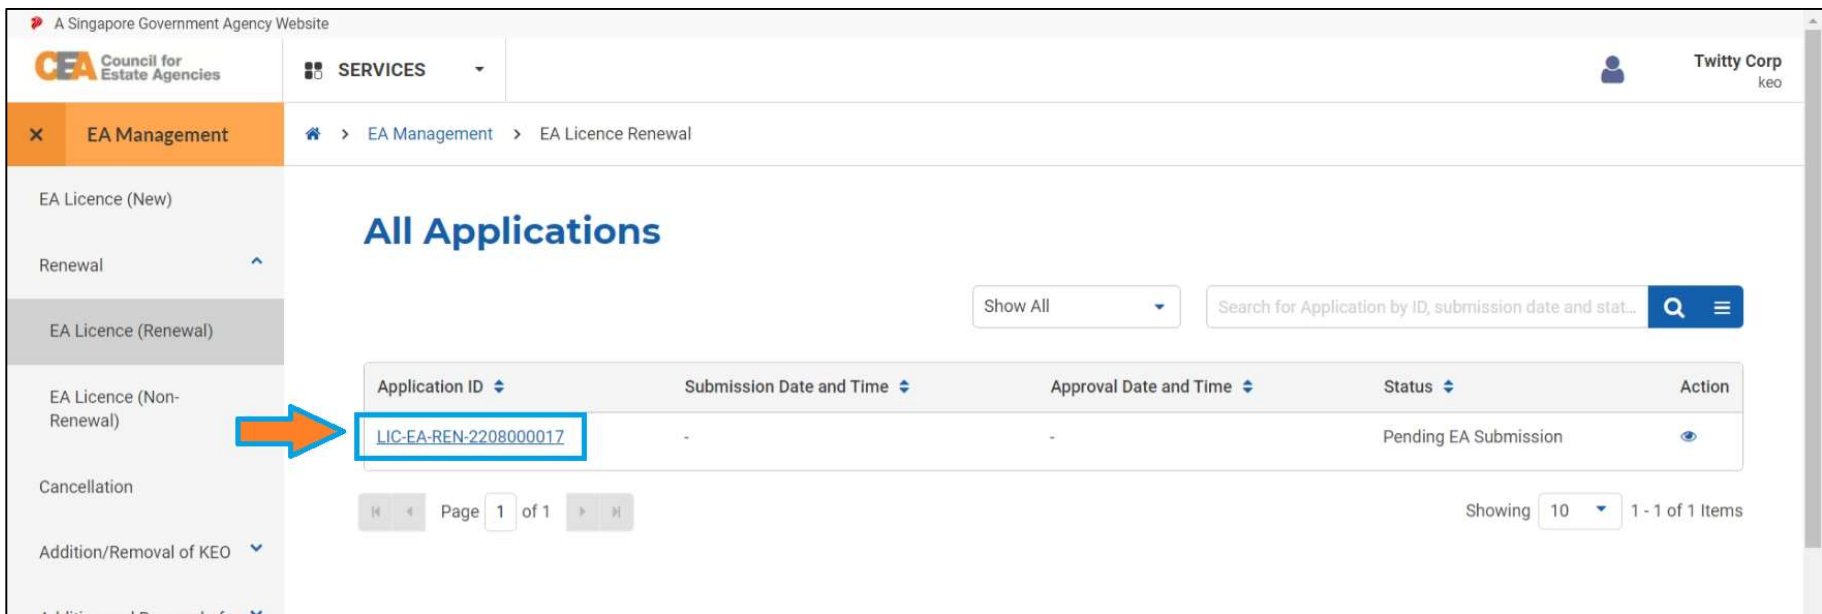 A Singapore Government Agency Website
CEA Council for Estate Agencies
SERVICES
Twitty Corp
keo
EA Management
EA Management > EA Licence Renewal
EA Licence (New)
Renewal
EA Licence (Renewal)
EA Licence (Non-
Renewal)
Cancellation
Addition/Removal of KEO
All Applications
Show All
Search for Application by ID, submission date and stat...
Application ID Submission Date and Time Approval Date and Time Status Action
LIC-EA-REN-2208000017 - - Pending EA Submission
Page 1 of 1
Showing 10 1 - 1 of 1 Items